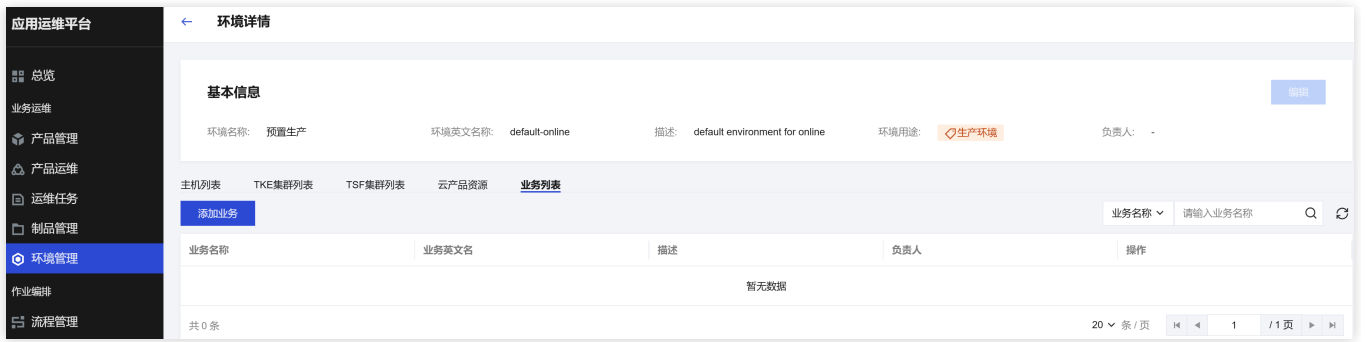 应用运维平台
环境详情
总览
业务运维
产品管理
产品运维
运维任务
制品管理
环境管理
作业编排
流程管理
基本信息
编辑
环境名称: 预置生产 环境英文名称: default-online 描述: default environment for online 环境用途: 生产环境 负责人: -
主机列表 TKE集群列表 TSF集群列表 云产品资源 业务列表
添加业务 业务名称 请输入业务名称
业务名称 业务英文名 描述 负责人 操作
暂无数据
共 0 条 20 条 / 页 1 / 1 页